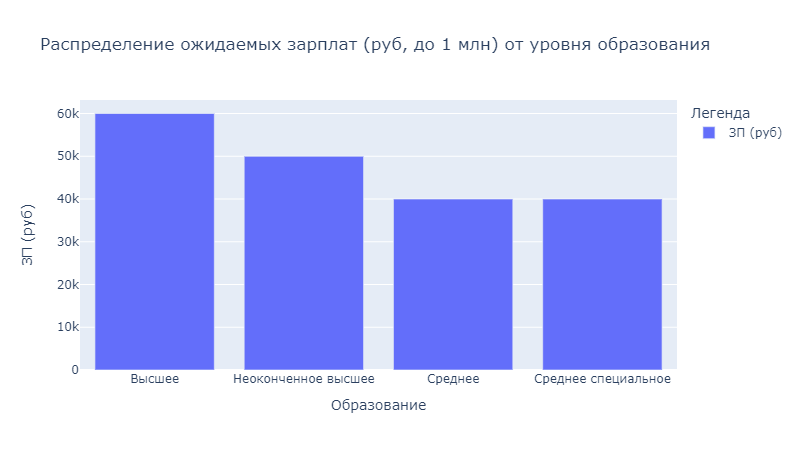 Распределение ожидаемых зарплат (руб, до 1 млн) от уровня образования
Легенда
ЗП (руб)
ЗП (руб)
60k
50k
40k
30k
20k
10k
0
Высшее
Неоконченное высшее
Среднее
Среднее специальное
Образование